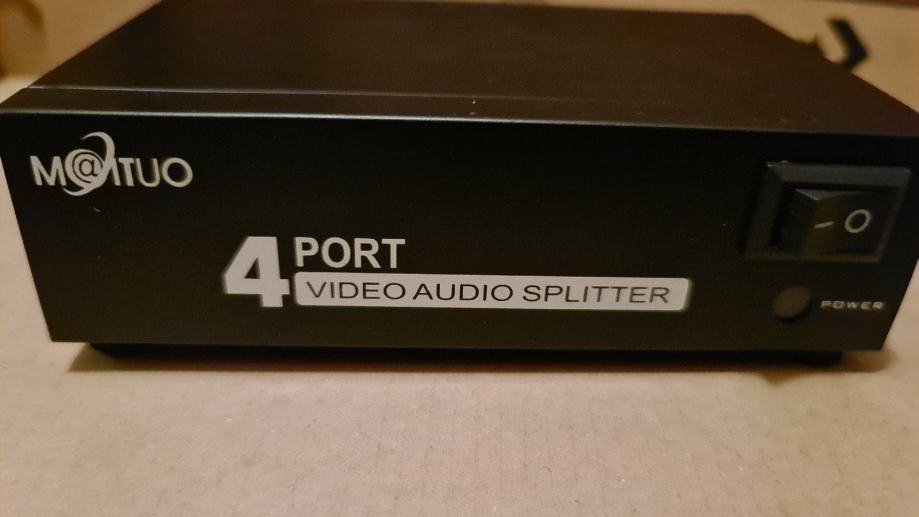 M@ITUO
4 PORT
VIDEO AUDIO SPLITTER
– O
POWER